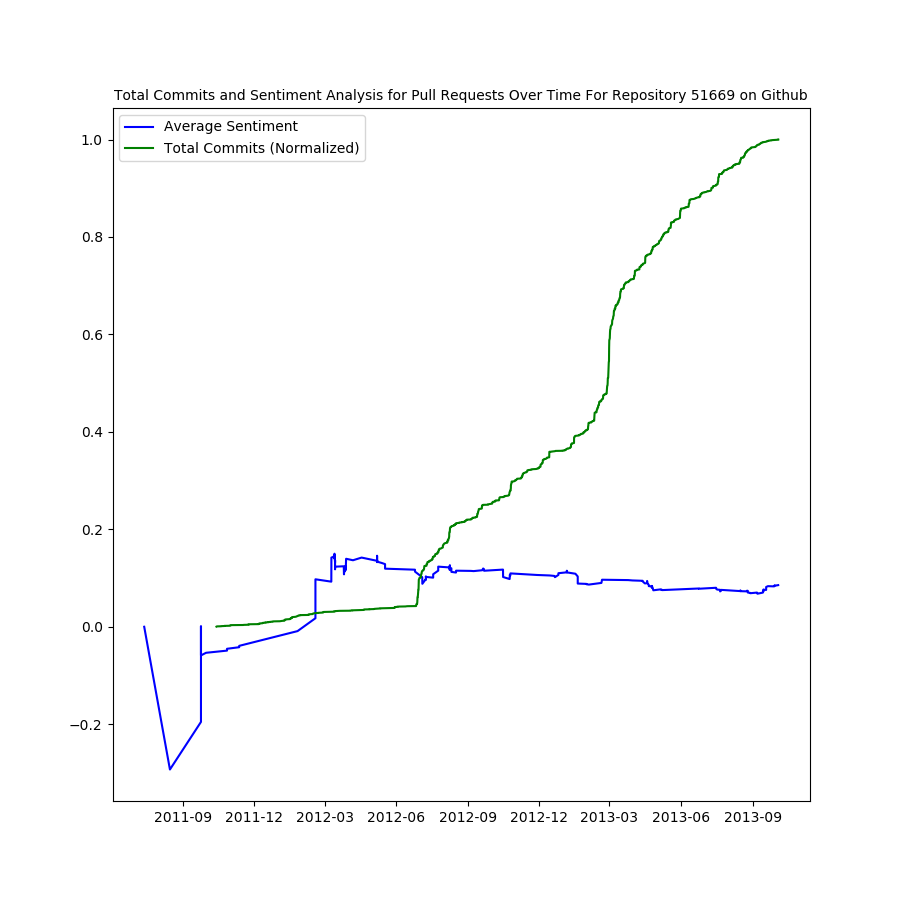 Total Commits and Sentiment Analysis for Pull Requests Over Time For Repository 51669 on Github
Average Sentiment
Total Commits (Normalized)
1.0
0.8
0.6
0.4
0.2
0.0
−0.2
2011-09 2011-12 2012-03 2012-06 2012-09 2012-12 2013-03 2013-06 2013-09